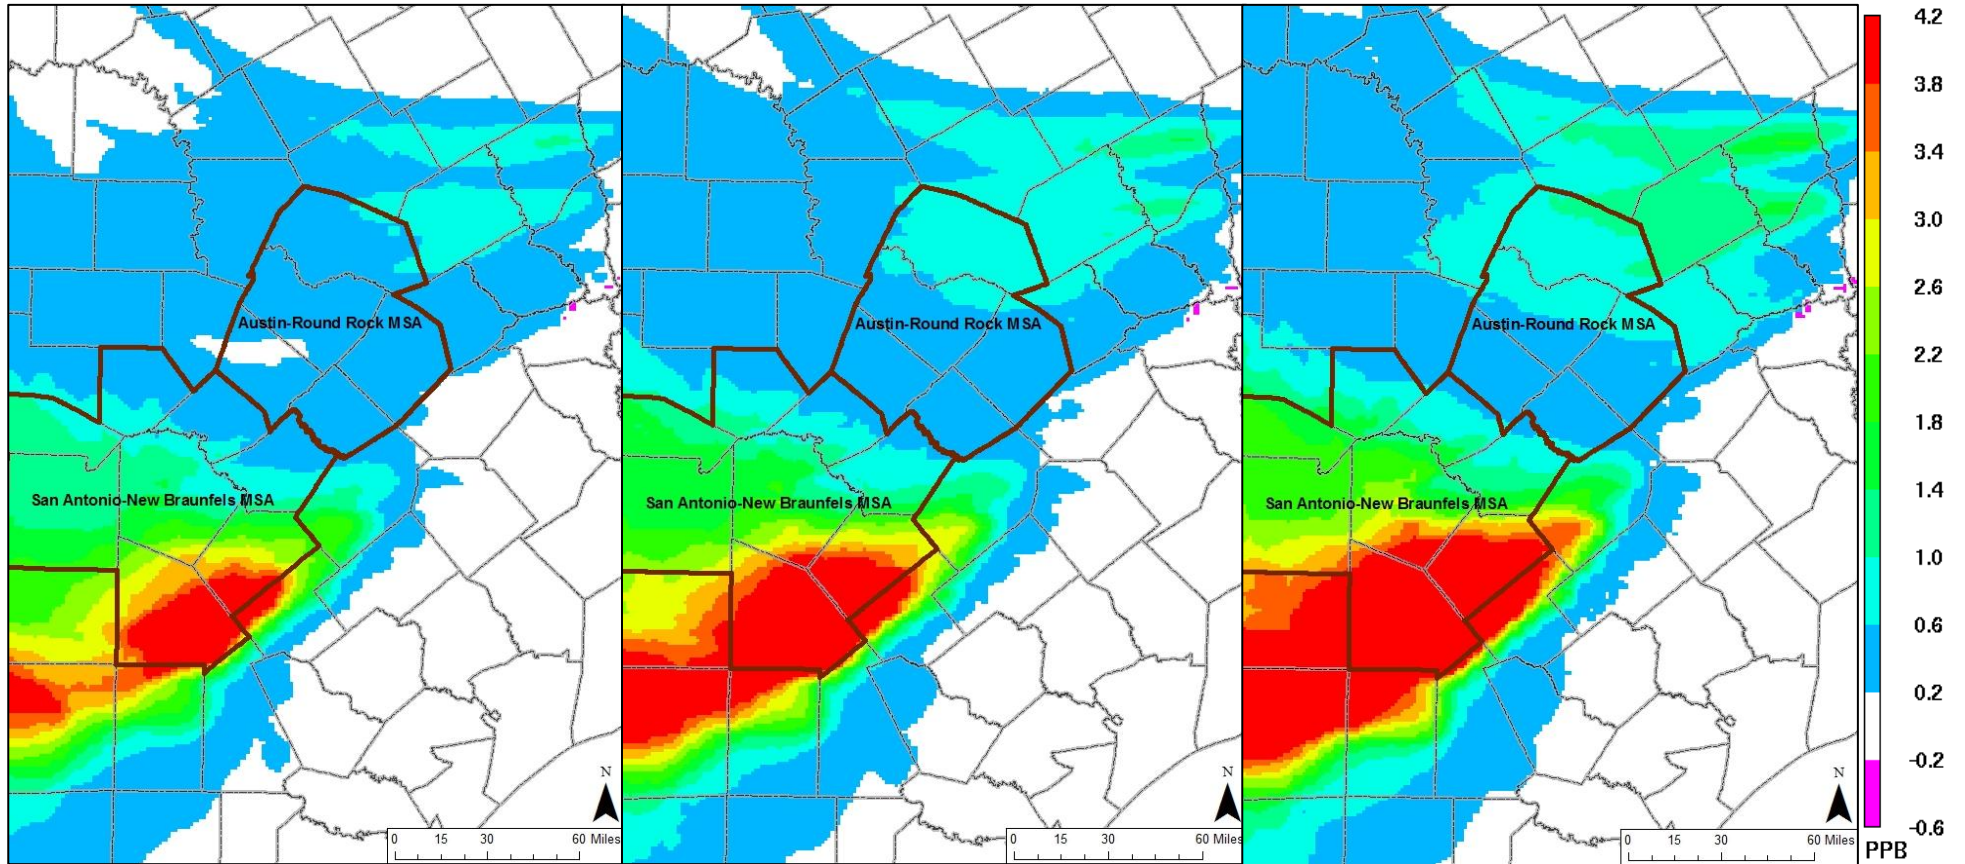 4.2
3.8
3.4
3.0
2.6
2.2
1.8
1.4
1.0
0.6
0.2
-0.2
-0.6
PPB
Austin-Round Rock MSA
Austin-Round Rock MSA
Austin-Round Rock MSA
San Antonio-New Braunfels MSA
San Antonio-New Braunfels MSA
San Antonio-New Braunfels MSA
N
N
N
0 15 30 60 Miles
0 15 30 60 Miles
0 15 30 60 Miles